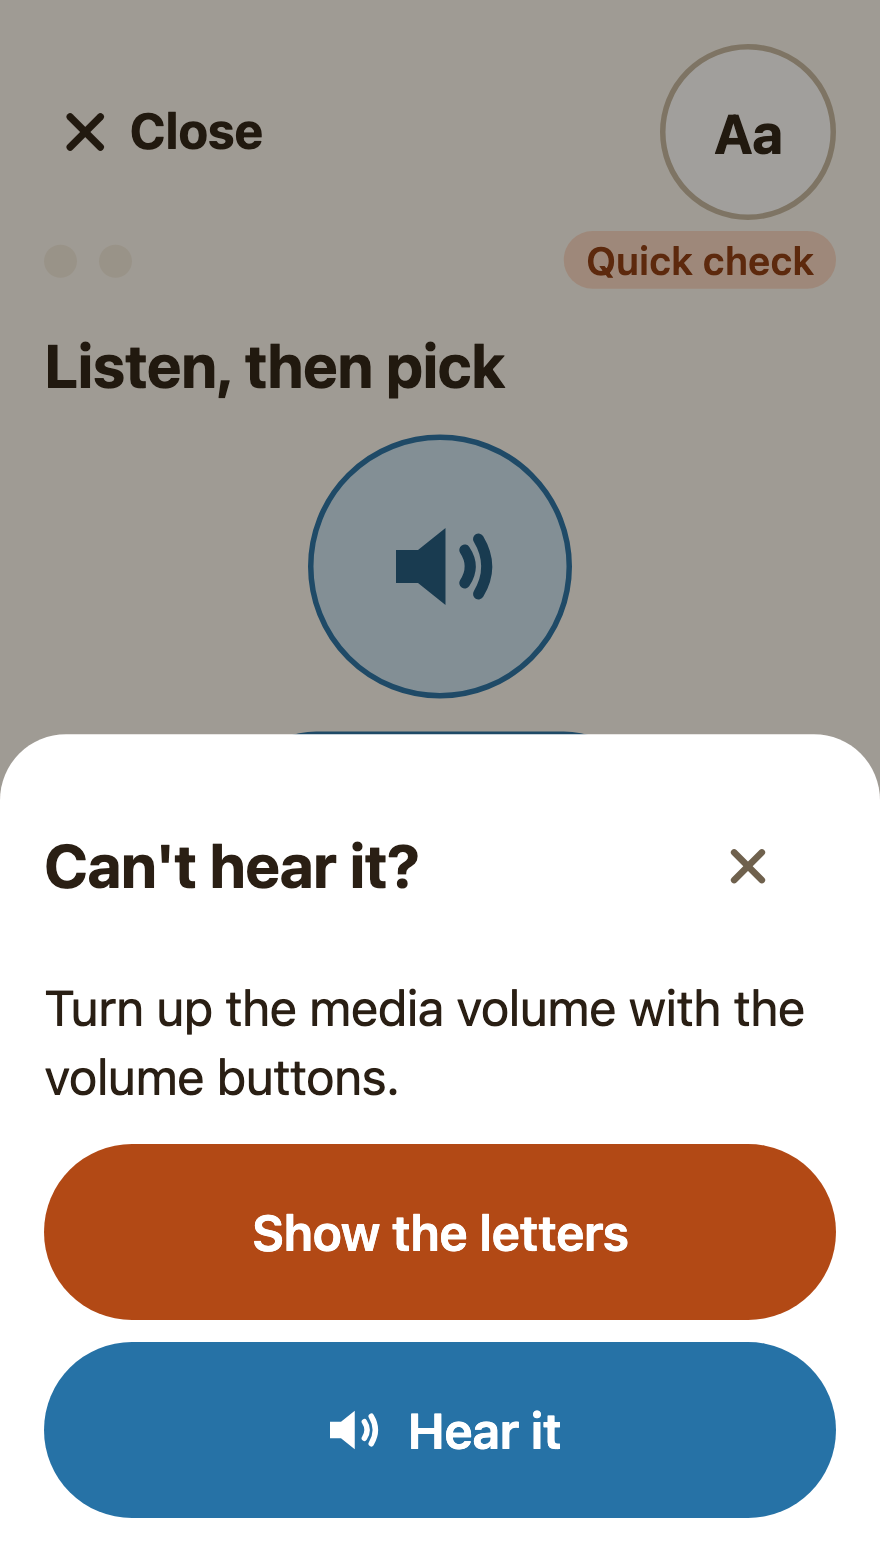 Close
Aa
Quick check
Listen, then pick
Can't hear it?
Turn up the media volume with the
volume buttons.
Show the letters
Hear it